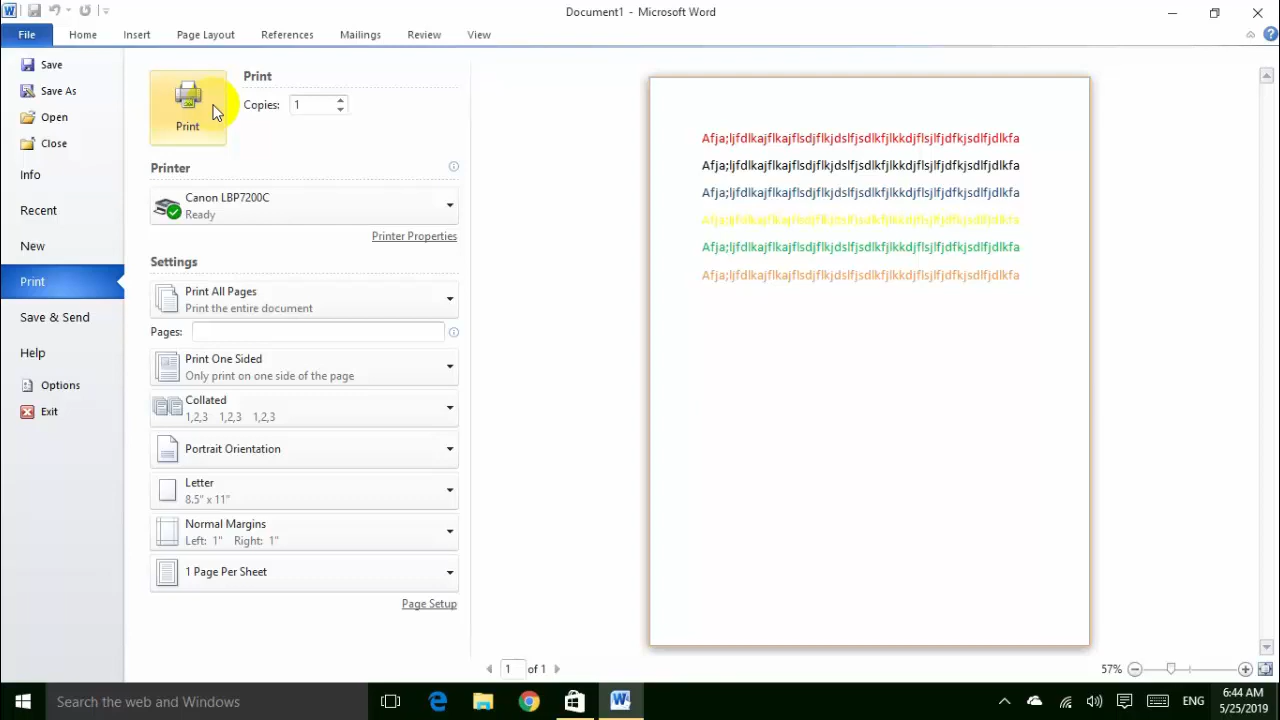 Document1 - Microsoft Word
File Home Insert Page Layout References Mailings Review View
Save
Save As
Open
Close
Info
Recent
New
Print
Save & Send
Help
Options
Exit
Print
Print
Copies: 1
Printer
Canon LBP7200C
Ready
Printer Properties
Settings
Print All Pages
Print the entire document
Pages:
Print One Sided
Only print on one side of the page
Collated
1,2,3 1,2,3 1,2,3
Portrait Orientation
Letter
8.5" x 11"
Normal Margins
Left: 1" Right: 1"
1 Page Per Sheet
Page Setup
Afja;ljfdlkajflkajflsdjflkjdslfjsdlkfjlkkdjflsjlfjdfkjsdlfjdlkfa
Afja;ljfdlkajflkajflsdjflkjdslfjsdlkfjlkkdjflsjlfjdfkjsdlfjdlkfa
Afja;ljfdlkajflkajflsdjflkjdslfjsdlkfjlkkdjflsjlfjdfkjsdlfjdlkfa
Afja;ljfdlkajflkajflsdjflkjdslfjsdlkfjlkkdjflsjlfjdfkjsdlfjdlkfa
Afja;ljfdlkajflkajflsdjflkjdslfjsdlkfjlkkdjflsjlfjdfkjsdlfjdlkfa
Afja;ljfdlkajflkajflsdjflkjdslfjsdlkfjlkkdjflsjlfjdfkjsdlfjdlkfa
1 of 1
57%
Search the web and Windows
ENG
6:44 AM
5/25/2019